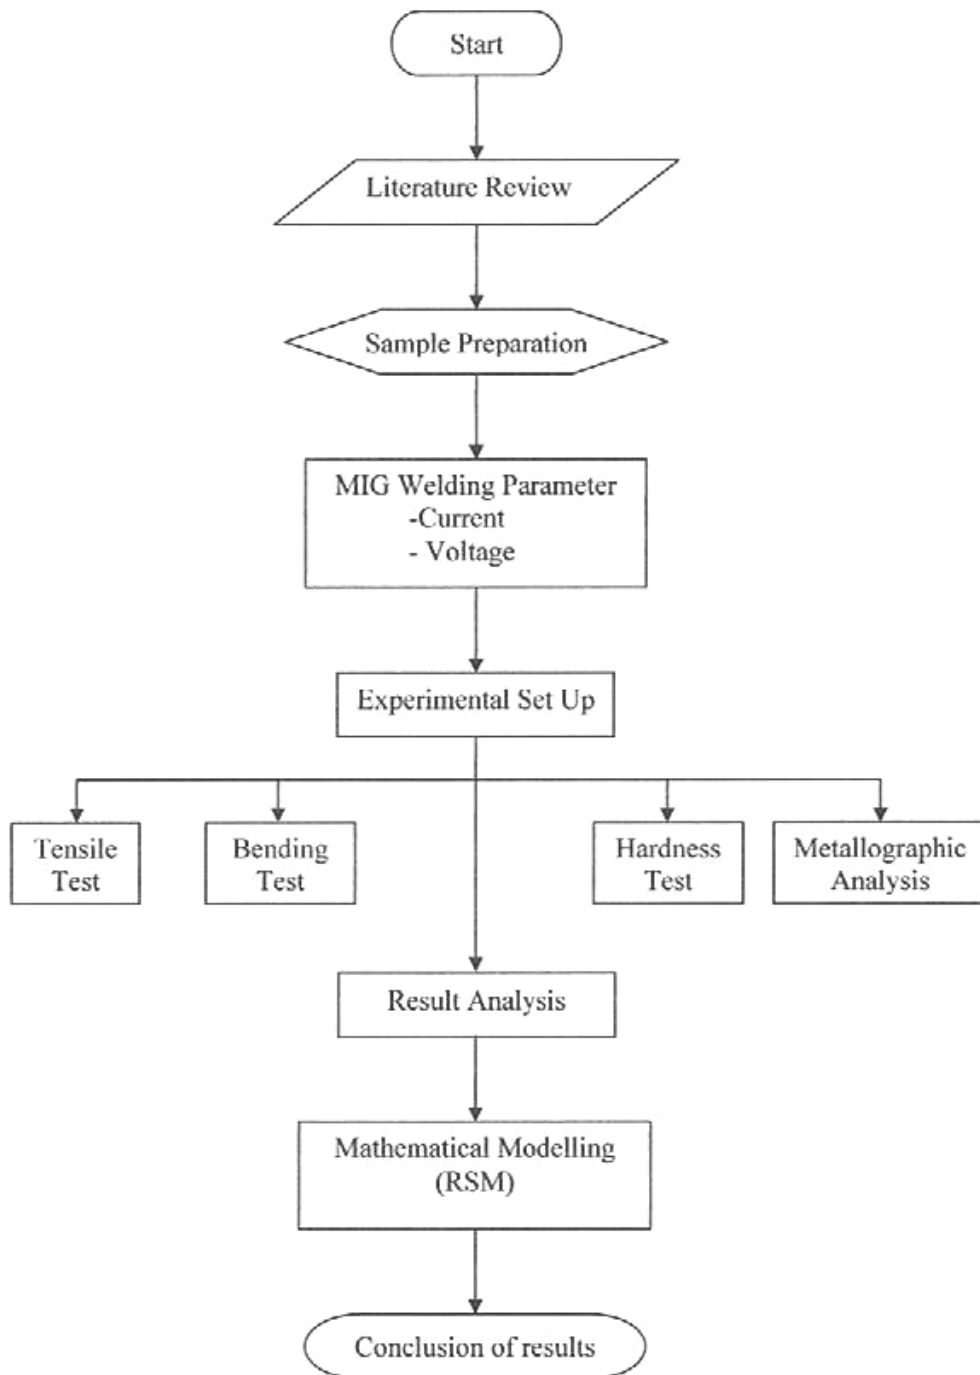 Start
Literature Review
Sample Preparation
MIG Welding Parameter
-Current
- Voltage
Experimental Set Up
Tensile
Test
Bending
Test
Hardness
Test
Metallographic
Analysis
Result Analysis
Mathematical Modelling
(RSM)
Conclusion of results